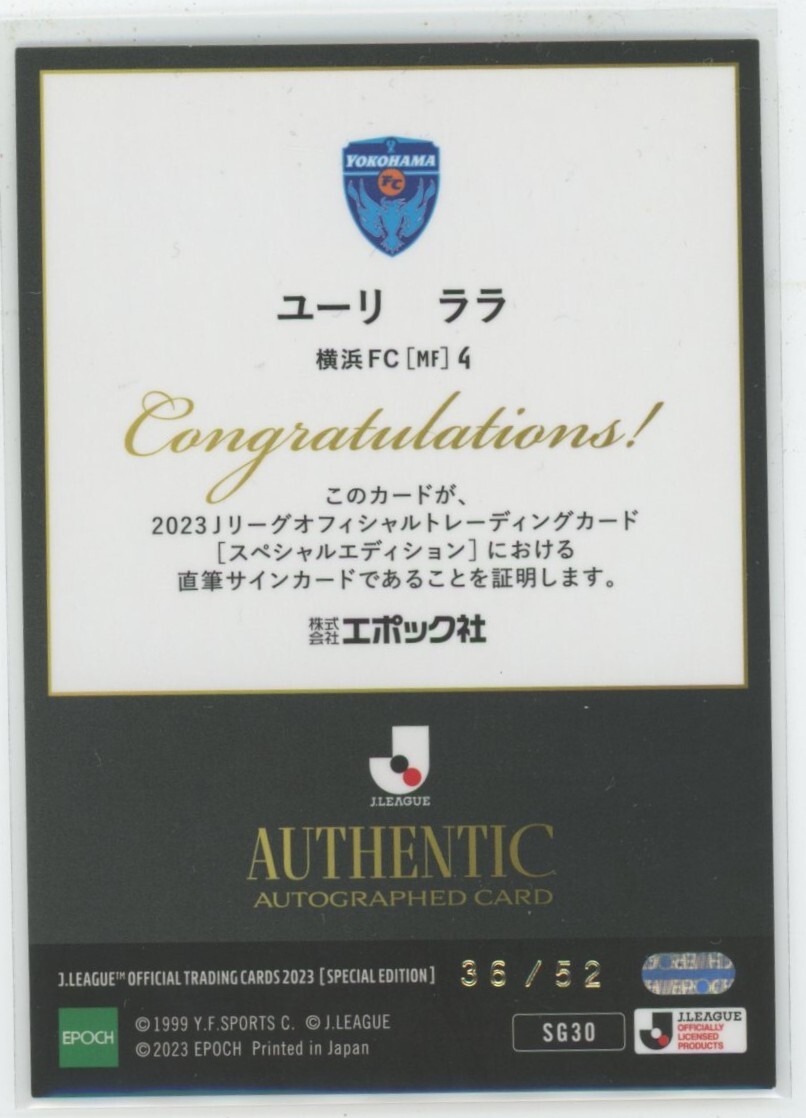 YOKOHAMA
FC
ユーリ ララ
横浜FC [MF] 4
Congratulations!
このカードが、
2023Jリーグオフィシャルトレーディングカード
[スペシャルエディション] における
直筆サインカードであることを証明します。
株式会社エポック社
J.LEAGUE
AUTHENTIC
AUTOGRAPHED CARD
J.LEAGUE™ OFFICIAL TRADING CARDS 2023 [SPECIAL EDITION] 36/52
EPOCH
©1999 Y.F.SPORTS C. ©J.LEAGUE
©2023 EPOCH Printed in Japan
SG30
J.LEAGUE
OFFICIALLY
LICENSED
PRODUCTS